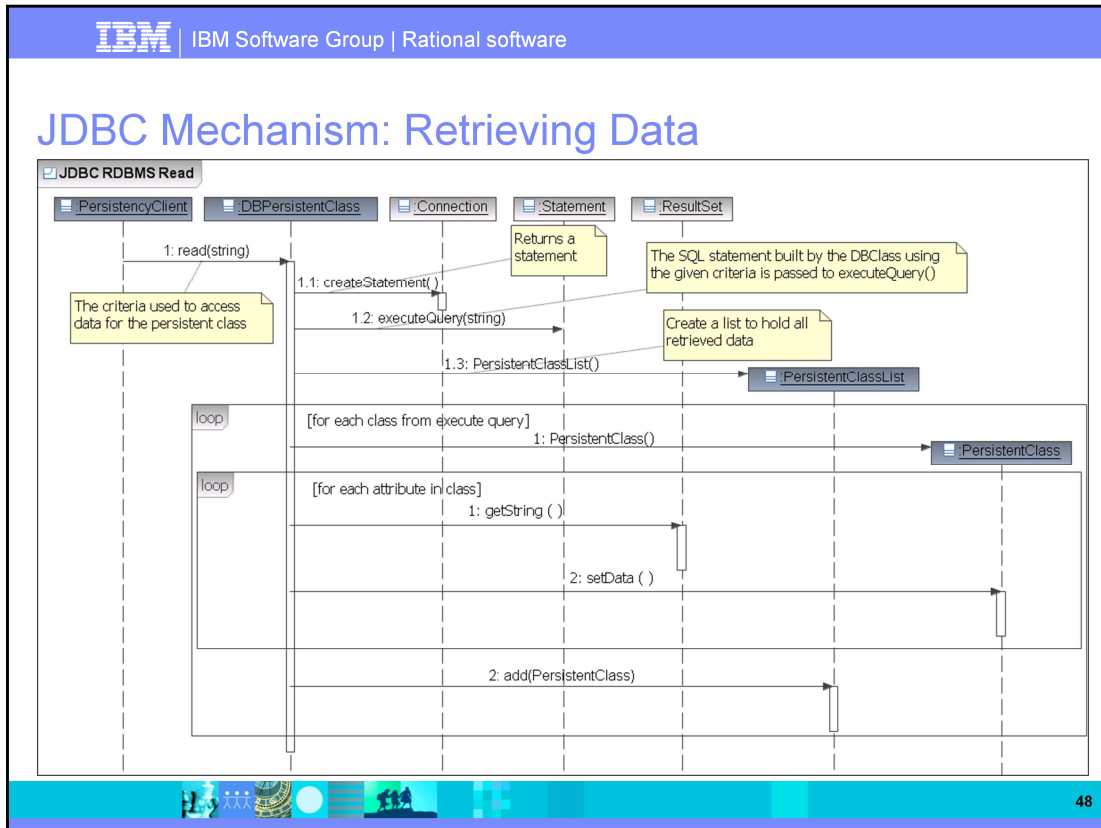 IBM | IBM Software Group | Rational software
JDBC Mechanism: Retrieving Data
JDBC RDBMS Read
:PersistencyClient
:DBPersistentClass
:Connection
:Statement
:ResultSet
1: read(string)
Returns a
statement
The SQL statement built by the DBClass using
the given criteria is passed to executeQuery()
1.1: createStatement( )
The criteria used to access
data for the persistent class
1.2: executeQuery(string)
Create a list to hold all
retrieved data
1.3: PersistentClassList()
:PersistentClassList
loop
[for each class from execute query]
1: PersistentClass()
:PersistentClass
loop
[for each attribute in class]
1: getString ( )
2: setData ( )
2: add(PersistentClass)
48